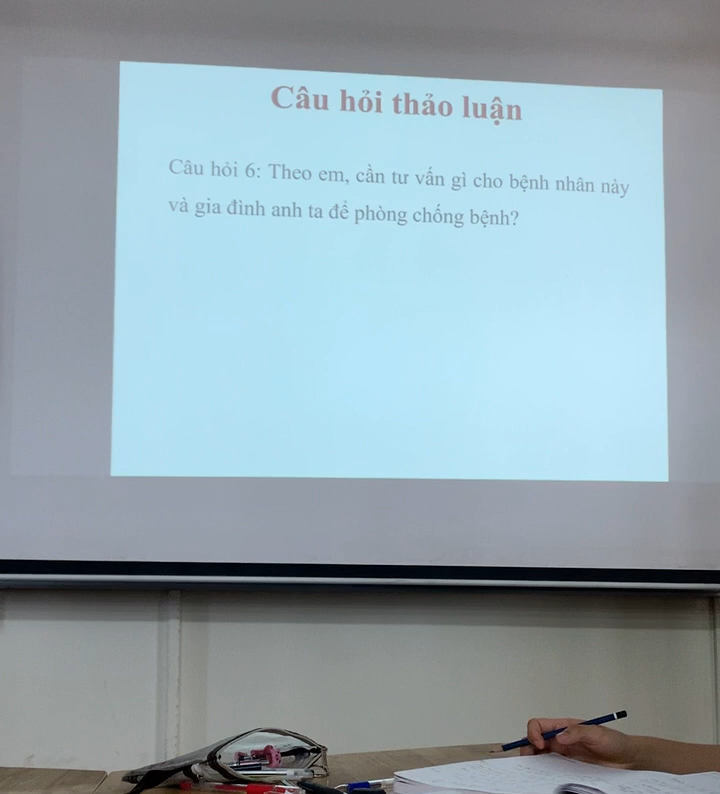 Câu hỏi thảo luận
Câu hỏi 6: Theo em, cần tư vấn gì cho bệnh nhân này
và gia đình anh ta để phòng chống bệnh?